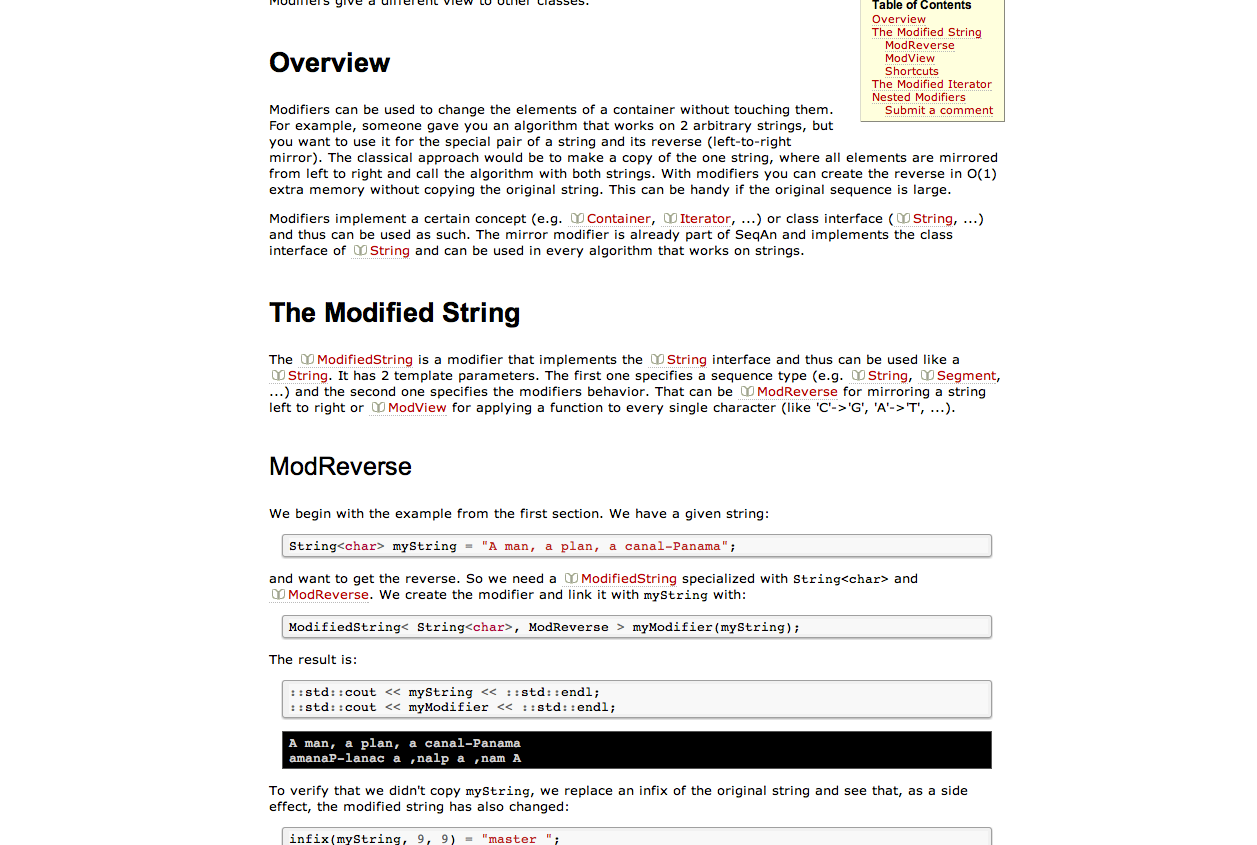 Modifiers give a different view to other classes.
Table of Contents
Overview
The Modified String
ModReverse
ModView
Shortcuts
The Modified Iterator
Nested Modifiers
Submit a comment
Overview
Modifiers can be used to change the elements of a container without touching them.
For example, someone gave you an algorithm that works on 2 arbitrary strings, but
you want to use it for the special pair of a string and its reverse (left-to-right
mirror). The classical approach would be to make a copy of the one string, where all elements are mirrored
from left to right and call the algorithm with both strings. With modifiers you can create the reverse in O(1)
extra memory without copying the original string. This can be handy if the original sequence is large.
Modifiers implement a certain concept (e.g. Container, Iterator, ...) or class interface (String, ...)
and thus can be used as such. The mirror modifier is already part of SeqAn and implements the class
interface of String and can be used in every algorithm that works on strings.
The Modified String
The ModifiedString is a modifier that implements the String interface and thus can be used like a
String. It has 2 template parameters. The first one specifies a sequence type (e.g. String, Segment,
...) and the second one specifies the modifiers behavior. That can be ModReverse for mirroring a string
left to right or ModView for applying a function to every single character (like 'C'->'G', 'A'->'T', ...).
ModReverse
We begin with the example from the first section. We have a given string:
String<char> myString = "A man, a plan, a canal-Panama";
and want to get the reverse. So we need a ModifiedString specialized with String<char> and
ModReverse. We create the modifier and link it with myString with:
ModifiedString< String<char>, ModReverse > myModifier(myString);
The result is:
::std::cout << myString << ::std::endl;
::std::cout << myModifier << ::std::endl;
A man, a plan, a canal-Panama
amanaP-lanac a ,nalp a ,nam A
To verify that we didn't copy myString, we replace an infix of the original string and see that, as a side
effect, the modified string has also changed:
infix(myString, 9, 9) = "master ";